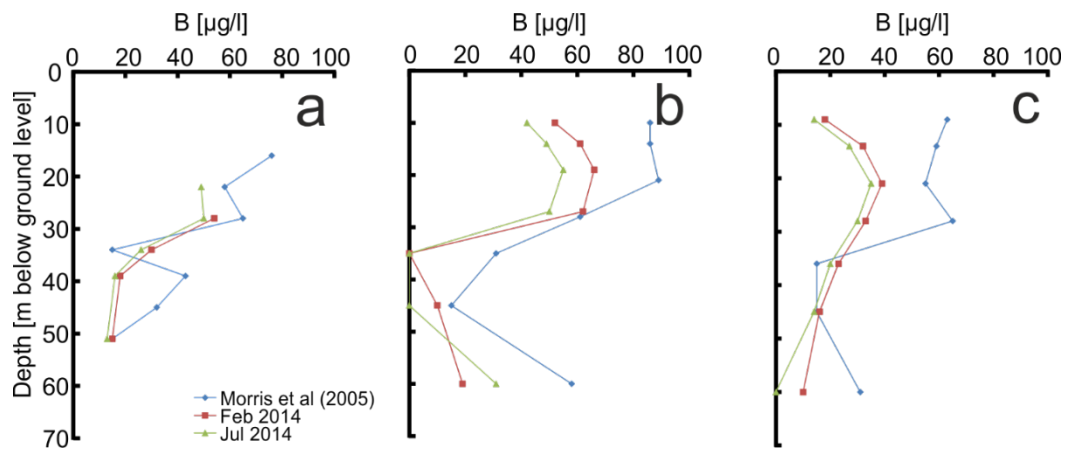 B [µg/l] B [µg/l] B [µg/l]
0 20 40 60 80 100 0 20 40 60 80 100 0 20 40 60 80 100
0
10
20
30
40
50
60
70
Depth [m below ground level]
a b c
Morris et al (2005)
Feb 2014
Jul 2014